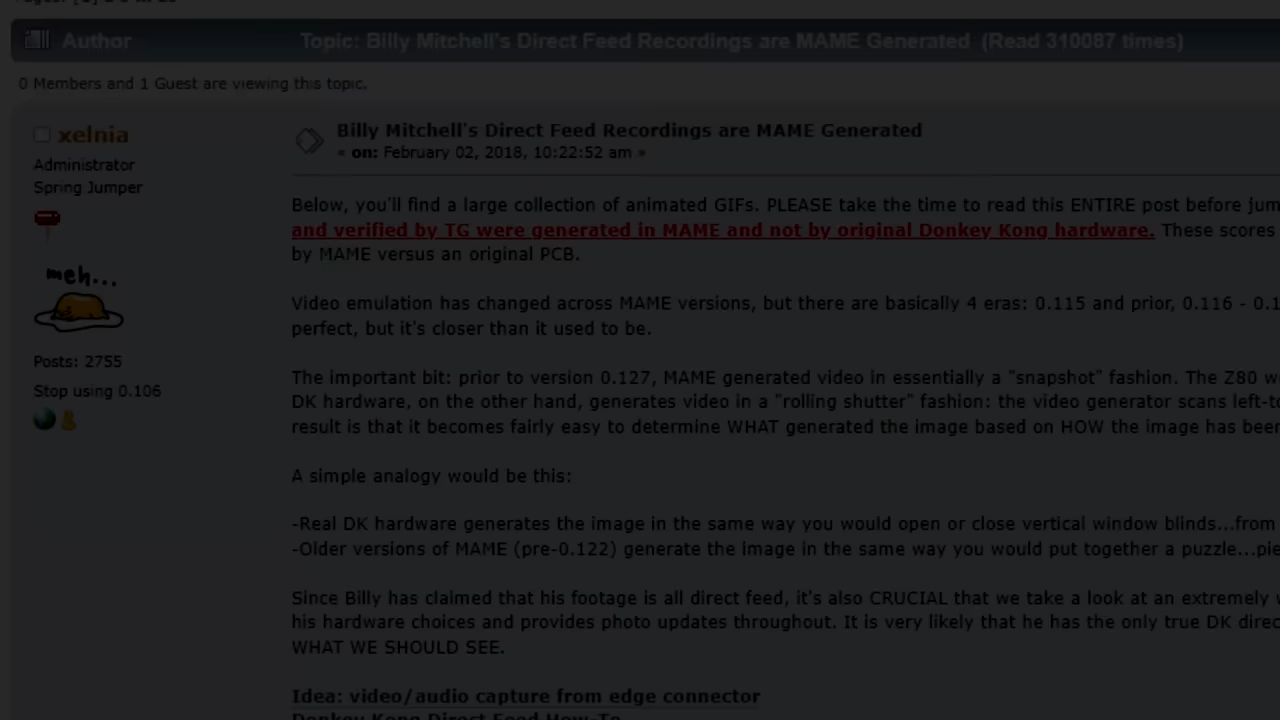 Author Topic: Billy Mitchell's Direct Feed Recordings are MAME Generated (Read 310087 times)
0 Members and 1 Guest are viewing this topic.
xelnia
Administrator
Spring Jumper
meh...
Posts: 2755
Stop using 0.106
Billy Mitchell's Direct Feed Recordings are MAME Generated
« on: February 02, 2018, 10:22:52 am »
Below, you'll find a large collection of animated GIFs. PLEASE take the time to read this ENTIRE post before jum
and verified by TG were generated in MAME and not by original Donkey Kong hardware. These scores
by MAME versus an original PCB.
Video emulation has changed across MAME versions, but there are basically 4 eras: 0.115 and prior, 0.116 - 0.1
perfect, but it's closer than it used to be.
The important bit: prior to version 0.127, MAME generated video in essentially a "snapshot" fashion. The Z80 w
DK hardware, on the other hand, generates video in a "rolling shutter" fashion: the video generator scans left-to
result is that it becomes fairly easy to determine WHAT generated the image based on HOW the image has been
A simple analogy would be this:
-Real DK hardware generates the image in the same way you would open or close vertical window blinds...from
-Older versions of MAME (pre-0.122) generate the image in the same way you would put together a puzzle...pie
Since Billy has claimed that his footage is all direct feed, it's also CRUCIAL that we take a look at an extremely
his hardware choices and provides photo updates throughout. It is very likely that he has the only true DK direc
WHAT WE SHOULD SEE.
Idea: video/audio capture from edge connector
Donkey Kong Direct Feed How-To